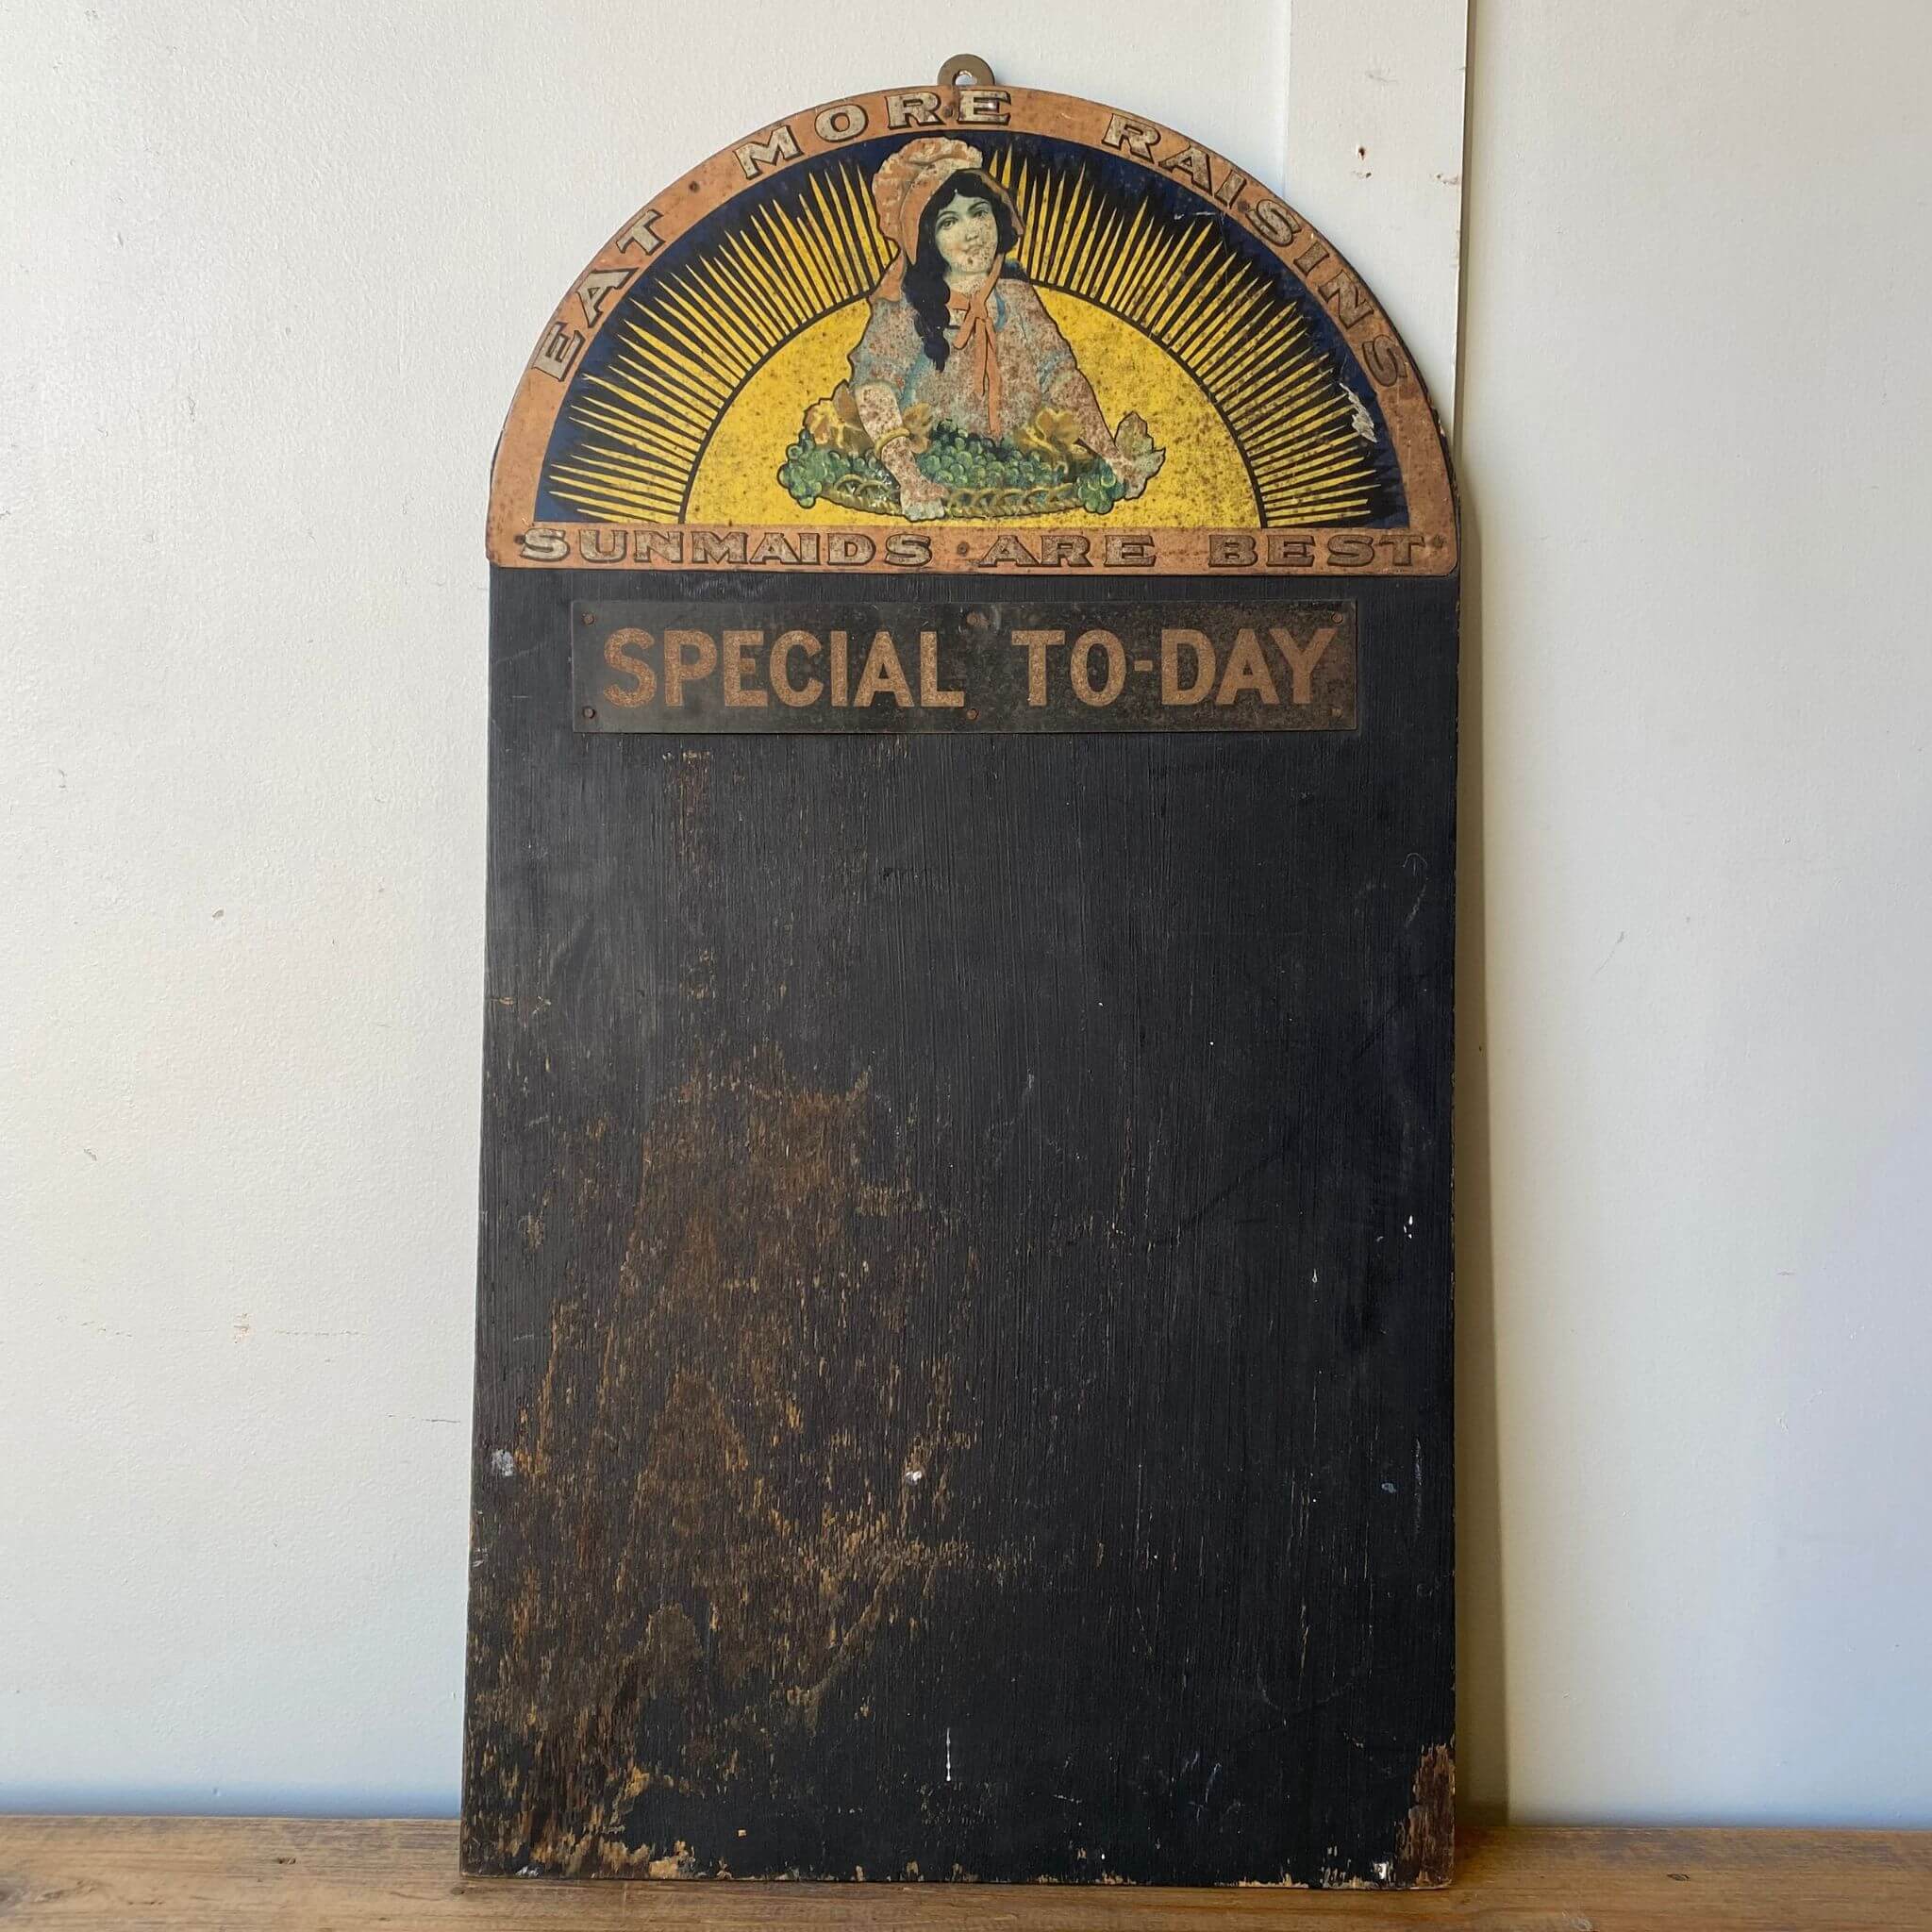 EAT MORE RAISINS
SUNMAIDS ARE BEST
SPECIAL TO-DAY